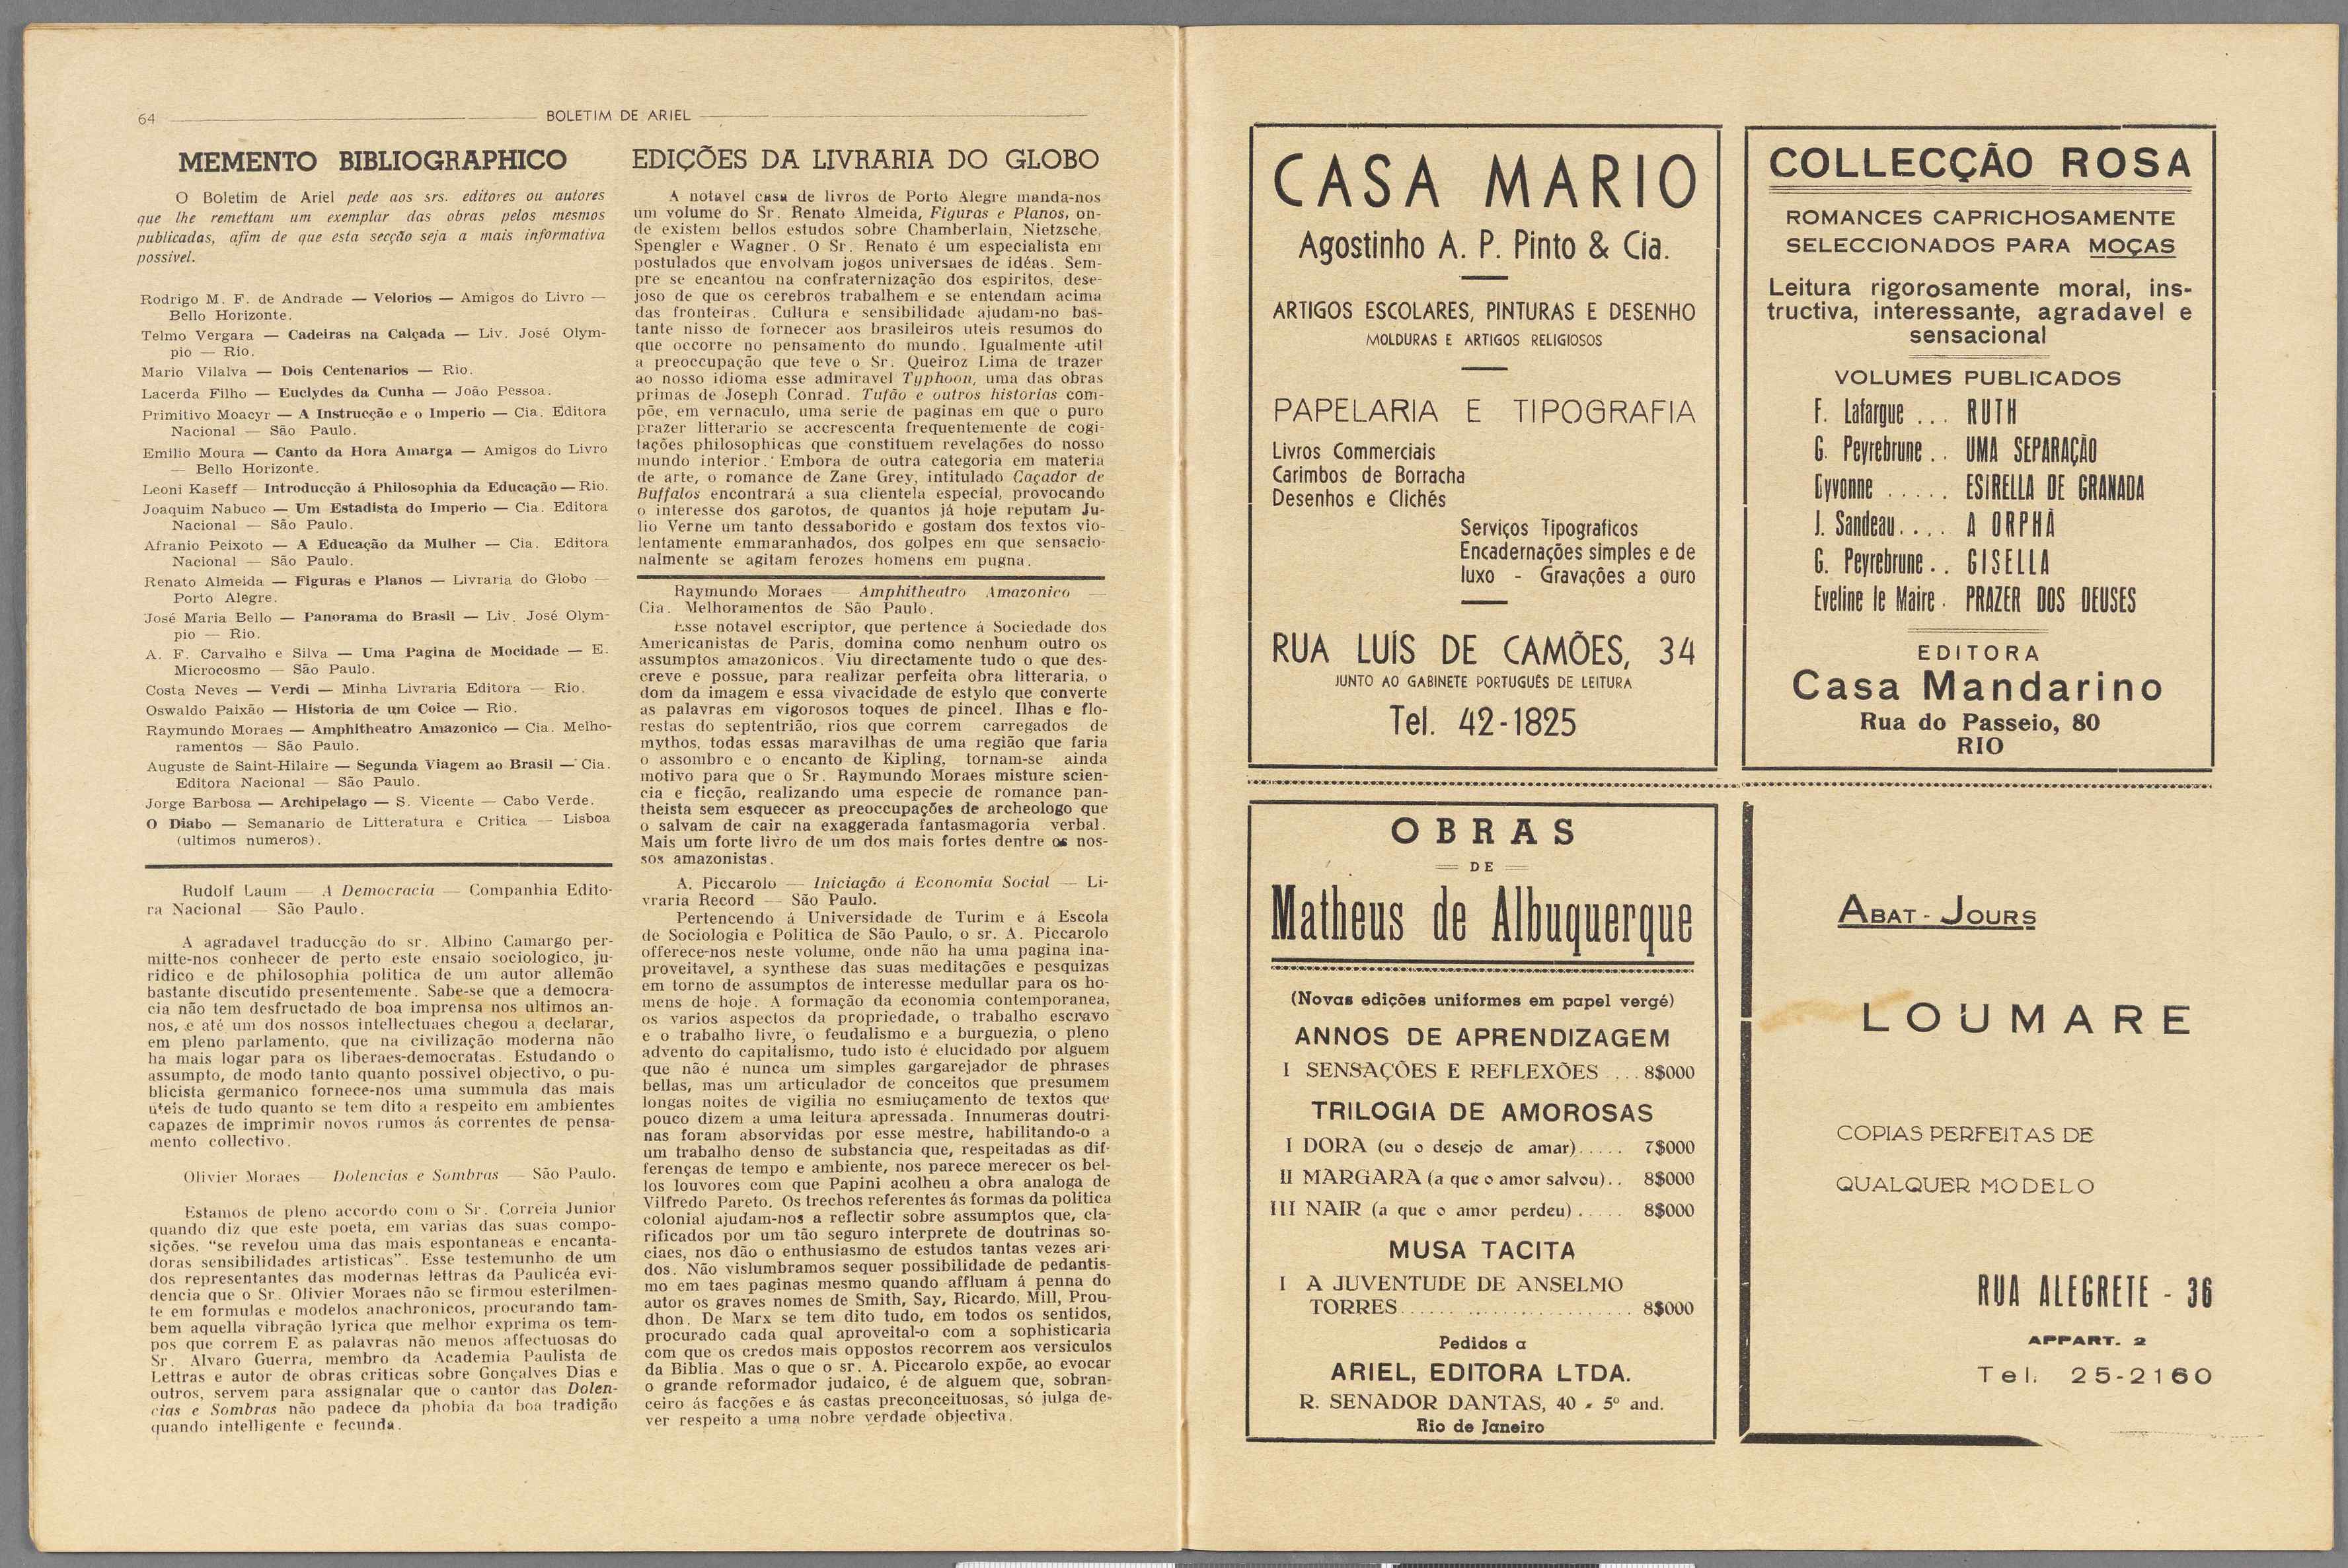 64
BOLETIM DE ARIEL
MEMENTO BIBLIOGRAPHICO
O Boletim de Ariel pede aos srs. editores ou autores
que lhe remettam um exemplar das obras pelos mesmos
publicadas, afim de que esta secção seja a mais informativa
possivel.
Rodrigo M. F. de Andrade — Velorios — Amigos do Livro —
Bello Horizonte.
Telmo Vergara — Cadeiras na Calçada — Liv. José Olym-
pio — Rio.
Mario Vilalva — Dois Centenarios — Rio.
Lacerda Filho — Euclydes da Cunha — João Pessoa.
Primitivo Moacyr — A Instrucção e o Imperio — Cia. Editora
Nacional — São Paulo.
Emilio Moura — Canto da Hora Amarga — Amigos do Livro
— Bello Horizonte.
Leoni Kaseff — Introducção á Philosophia da Educação — Rio.
Joaquim Nabuco — Um Estadista do Imperio — Cia. Editora
Nacional — São Paulo.
Afranio Peixoto — A Educação da Mulher — Cia. Editora
Nacional — São Paulo.
Renato Almeida — Figuras e Planos — Livraria do Globo —
Porto Alegre.
José Maria Bello — Panorama do Brasil — Liv. José Olym-
pio — Rio.
A. F. Carvalho e Silva — Uma Pagina de Mocidade — E.
Microcosmo — São Paulo.
Costa Neves — Verdi — Minha Livraria Editora — Rio.
Oswaldo Paixão — Historia de um Coice — Rio.
Raymundo Moraes — Amphitheatro Amazonico — Cia. Melho-
ramentos — São Paulo.
Auguste de Saint-Hilaire — Segunda Viagem ao Brasil — Cia.
Editora Nacional — São Paulo.
Jorge Barbosa — Archipelago — S. Vicente — Cabo Verde.
O Diabo — Semanario de Litteratura e Critica — Lisboa
(ultimos numeros).
Rudolf Laum — A Democracia — Companhia Edito-
ra Nacional — São Paulo.
A agradavel traducção do sr. Albino Camargo per-
mitte-nos conhecer de perto este ensaio sociologico, ju-
ridico e de philosophia politica de um autor allemão
bastante discutido presentemente. Sabe-se que a democra-
cia não tem desfructado de boa imprensa nos ultimos an-
nos, e até um dos nossos intellectuaes chegou a declarar,
em pleno parlamento, que na civilização moderna não
ha mais logar para os liberaes-democratas. Estudando o
assumpto, de modo tanto quanto possivel objectivo, o pu-
blicista germanico fornece-nos uma summula das mais
uteis de tudo quanto se tem dito a respeito em ambientes
capazes de imprimir novos rumos ás correntes de pensa-
mento collectivo.
Olivier Moraes — Dolencias e Sombras — São Paulo.
Estamos de pleno accordo com o Sr. Correia Junior
quando diz que este poeta, em varias das suas compo-
sições, "se revelou uma das mais espontaneas e encanta-
doras sensibilidades artisticas". Esse testemunho de um
dos representantes das modernas lettras da Paulicéa evi-
dencia que o Sr. Olivier Moraes não se firmou esterilmen-
te em formulas e modelos anachronicos, procurando tam-
bem aquella vibração lyrica que melhor exprima os tem-
pos que correm E as palavras não menos affectuosas do
Sr. Alvaro Guerra, membro da Academia Paulista de
Lettras e autor de obras criticas sobre Gonçalves Dias e
outros, servem para assignalar que o cantor das Dolen-
cias e Sombras não padece da phobia da boa tradição
quando intelligente e fecunda.
EDIÇÕES DA LIVRARIA DO GLOBO
A notavel casa de livros de Porto Alegre manda-nos
um volume do Sr. Renato Almeida, Figuras e Planos, on-
de existem bellos estudos sobre Chamberlain, Nietzsche,
Spengler e Wagner. O Sr. Renato é um especialista em
postulados que envolvam jogos universaes de idéas. Sem-
pre se encantou na confraternização dos espiritos, dese-
joso de que os cerebros trabalhem e se entendam acima
das fronteiras. Cultura e sensibilidade ajudam-no bas-
tante nisso de fornecer aos brasileiros uteis resumos do
que occorre no pensamento do mundo. Igualmente util
a preoccupação que teve o Sr. Queiroz Lima de trazer
ao nosso idioma esse admiravel Typhoon, uma das obras
primas de Joseph Conrad. Tufão e outros historias com-
põe, em vernaculo, uma serie de paginas em que o puro
prazer litterario se accrescenta frequentemente de cogi-
tações philosophicas que constituem revelações do nosso
mundo interior. Embora de outra categoria em materia
de arte, o romance de Zane Grey, intitulado Caçador de
Buffalos encontrará a sua clientela especial, provocando
o interesse dos garotos, de quantos já hoje reputam Ju-
lio Verne um tanto dessaborido e gostam dos textos vio-
lentamente emmaranhados, dos golpes em que sensacio-
nalmente se agitam ferozes homens em pugna.
Raymundo Moraes — Amphitheatro Amazonico —
Cia. Melhoramentos de São Paulo.
Esse notavel escriptor, que pertence á Sociedade dos
Americanistas de Paris, domina como nenhum outro os
assumptos amazonicos. Viu directamente tudo o que des-
creve e possue, para realizar perfeita obra litteraria, o
dom da imagem e essa vivacidade de estylo que converte
as palavras em vigorosos toques de pincel. Ilhas e flo-
restas do septentrião, rios que correm carregados de
mythos, todas essas maravilhas de uma região que faria
o assombro e o encanto de Kipling, tornam-se ainda
motivo para que o Sr. Raymundo Moraes misture scien-
cia e ficção, realizando uma especie de romance pan-
theista sem esquecer as preoccupações de archeologo que
o salvam de cair na exaggerada fantasmagoria verbal.
Mais um forte livro de um dos mais fortes dentre os nos-
sos amazonistas.
A. Piccarolo — Iniciação á Economia Social — Li-
vraria Record — São Paulo.
Pertencendo á Universidade de Turim e á Escola
de Sociologia e Politica de São Paulo, o sr. A. Piccarolo
offerece-nos neste volume, onde não ha uma pagina ina-
proveitavel, a synthese das suas meditações e pesquizas
em torno de assumptos de interesse medullar para os ho-
mens de hoje. A formação da economia contemporanea,
os varios aspectos da propriedade, o trabalho escravo
e o trabalho livre, o feudalismo e a burguezia, o pleno
advento do capitalismo, tudo isto é elucidado por alguem
que não é nunca um simples gargarejador de phrases
bellas, mas um articulador de conceitos que presumem
longas noites de vigilia no esmiuçamento de textos que
pouco dizem a uma leitura apressada. Innumeras doutri-
nas foram absorvidas por esse mestre, habilitando-o a
um trabalho denso de substancia que, respeitadas as dif-
ferenças de tempo e ambiente, nos parece merecer os bel-
los louvores com que Papini acolheu a obra analoga de
Vilfredo Pareto. Os trechos referentes ás formas da politica
colonial ajudam-nos a reflectir sobre assumptos que, cla-
rificados por um tão seguro interprete de doutrinas so-
ciaes, nos dão o enthusiasmo de estudos tantas vezes ari-
dos. Não vislumbramos sequer possibilidade de pedantis-
mo em taes paginas mesmo quando affluam á penna do
autor os graves nomes de Smith, Say, Ricardo, Mill, Prou-
dhon. De Marx se tem dito tudo, em todos os sentidos,
procurado cada qual aproveital-o com a sophisticaria
com que os credos mais oppostos recorrem aos versiculos
da Biblia. Mas o que o sr. A. Piccarolo expõe, ao evocar
o grande reformador judaico, é de alguem que, sobran-
ceiro ás facções e ás castas preconceituosas, só julga de-
ver respeito a uma nobre verdade objectiva.
CASA MARIO
Agostinho A. P. Pinto & Cia.
ARTIGOS ESCOLARES, PINTURAS E DESENHO
MOLDURAS E ARTIGOS RELIGIOSOS
PAPELARIA E TIPOGRAFIA
Livros Commerciais
Carimbos de Borracha
Desenhos e Clichés
Serviços Tipograficos
Encadernações simples e de
luxo - Gravações a ouro
RUA LUÍS DE CAMÕES, 34
JUNTO AO GABINETE PORTUGUÊS DE LEITURA
Tel. 42-1825
COLLECÇÃO ROSA
ROMANCES CAPRICHOSAMENTE
SELECCIONADOS PARA MOÇAS
Leitura rigorosamente moral, ins-
tructiva, interessante, agradavel e
sensacional
VOLUMES PUBLICADOS
F. Lafargue ... RUTH
G. Peyrebrune .. UMA SEPARAÇÃO
Dyvonne ..... ESTRELLA DE GRANADA
J. Sandeau.... A ORPHÃ
G. Peyrebrune.. GISELLA
Eveline le Maire . PRAZER DOS DEUSES
EDITORA
Casa Mandarino
Rua do Passeio, 80
RIO
OBRAS
DE
Matheus de Albuquerque
(Novas edições uniformes em papel vergé)
ANNOS DE APRENDIZAGEM
I SENSAÇÕES E REFLEXÕES ... 8$000
TRILOGIA DE AMOROSAS
I DORA (ou o desejo de amar)..... 7$000
II MARGARA (a que o amor salvou).. 8$000
III NAIR (a que o amor perdeu) ..... 8$000
MUSA TACITA
I A JUVENTUDE DE ANSELMO
TORRES........................... 8$000
Pedidos a
ARIEL, EDITORA LTDA.
R. SENADOR DANTAS, 40 - 5º and.
Rio de Janeiro
ABAT-JOURS
LOUMARE
COPIAS PERFEITAS DE
QUALQUER MODELO
RUA ALEGRETE - 36
APPART. 2
Tel. 25-2160